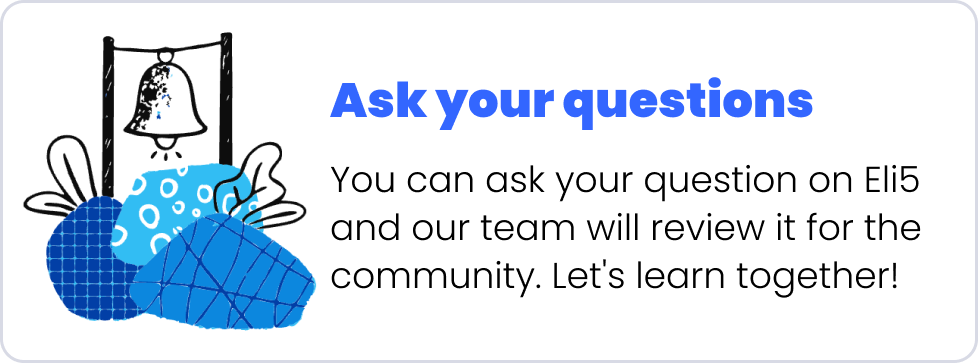 Ask your questions
You can ask your question on Eli5
and our team will review it for the
community. Let's learn together!